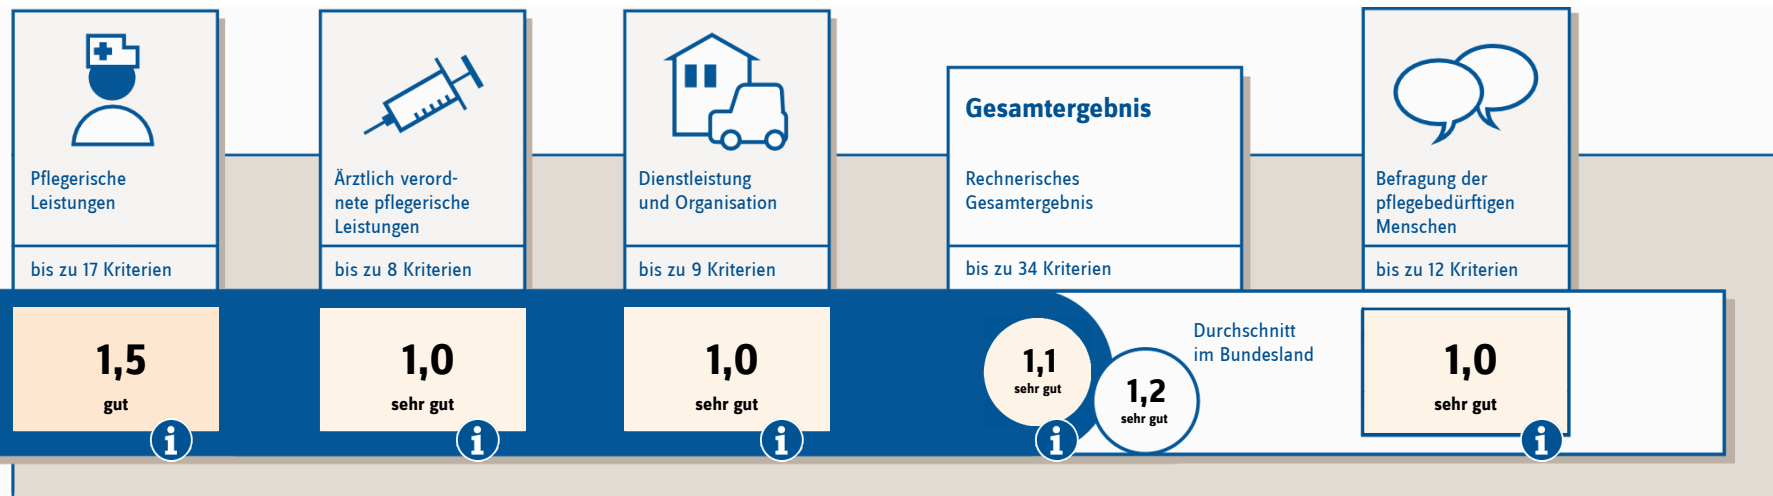 Pflegerische
Leistungen
bis zu 17 Kriterien
1,5
gut
i
Ärztlich verord-
nete pflegerische
Leistungen
bis zu 8 Kriterien
1,0
sehr gut
i
Dienstleistung
und Organisation
bis zu 9 Kriterien
1,0
sehr gut
i
Gesamtergebnis
Rechnerisches
Gesamtergebnis
bis zu 34 Kriterien
1,1
sehr gut
i
1,2
sehr gut
Durchschnitt
im Bundesland
Befragung der
pflegebedürftigen
Menschen
bis zu 12 Kriterien
1,0
sehr gut
i